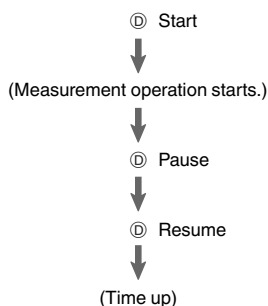 Ⓓ Start
(Measurement operation starts.)
Ⓓ Pause
Ⓓ Resume
(Time up)